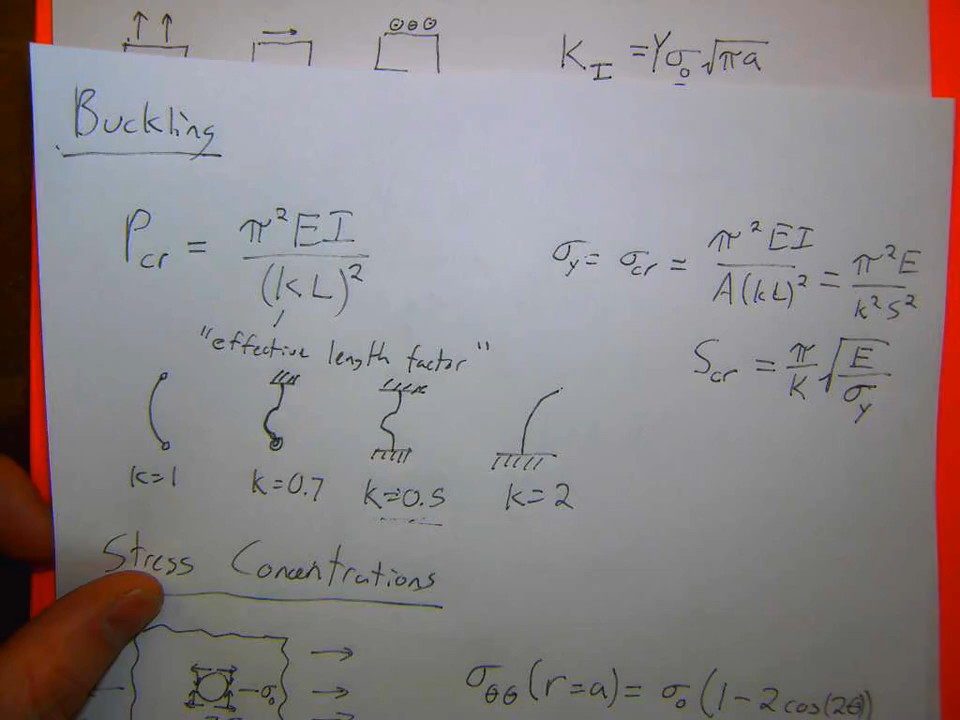 K_I = Yσ₀√(πa)
Buckling
P_cr = π²EI / (kL)²
σ_y = σ_cr = π²EI / A(kL)² = π²E / k²S²
"effective length factor"
S_cr = π/k √(E/σ_y)
k=1 k=0.7 k=0.5 k=2
Stress Concentrations
σ₀
σ_θθ(r=a) = σ₀(1-2cos(2θ))